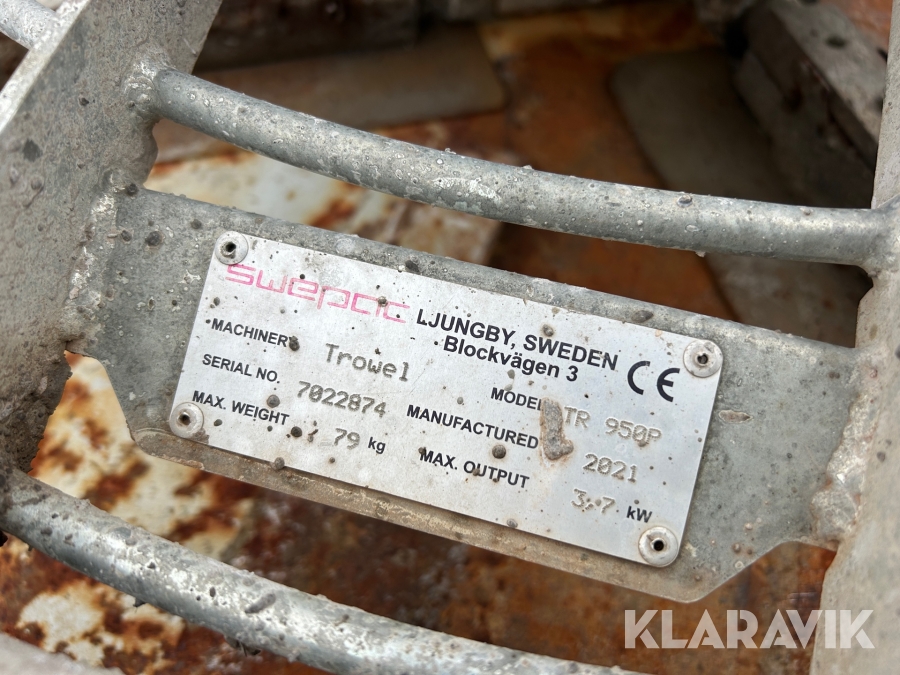 swepac
LJUNGBY, SWEDEN
Blockvägen 3
CE
MACHINERY Trowel
MODEL TR 950P
SERIAL NO. 7022874
MANUFACTURED 2021
MAX. WEIGHT 79 kg
MAX. OUTPUT 3,7 kW
KLARAVIK